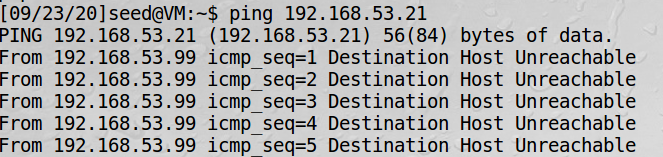 [09/23/20]seed@VM:~$ ping 192.168.53.21
PING 192.168.53.21 (192.168.53.21) 56(84) bytes of data.
From 192.168.53.99 icmp_seq=1 Destination Host Unreachable
From 192.168.53.99 icmp_seq=2 Destination Host Unreachable
From 192.168.53.99 icmp_seq=3 Destination Host Unreachable
From 192.168.53.99 icmp_seq=4 Destination Host Unreachable
From 192.168.53.99 icmp_seq=5 Destination Host Unreachable